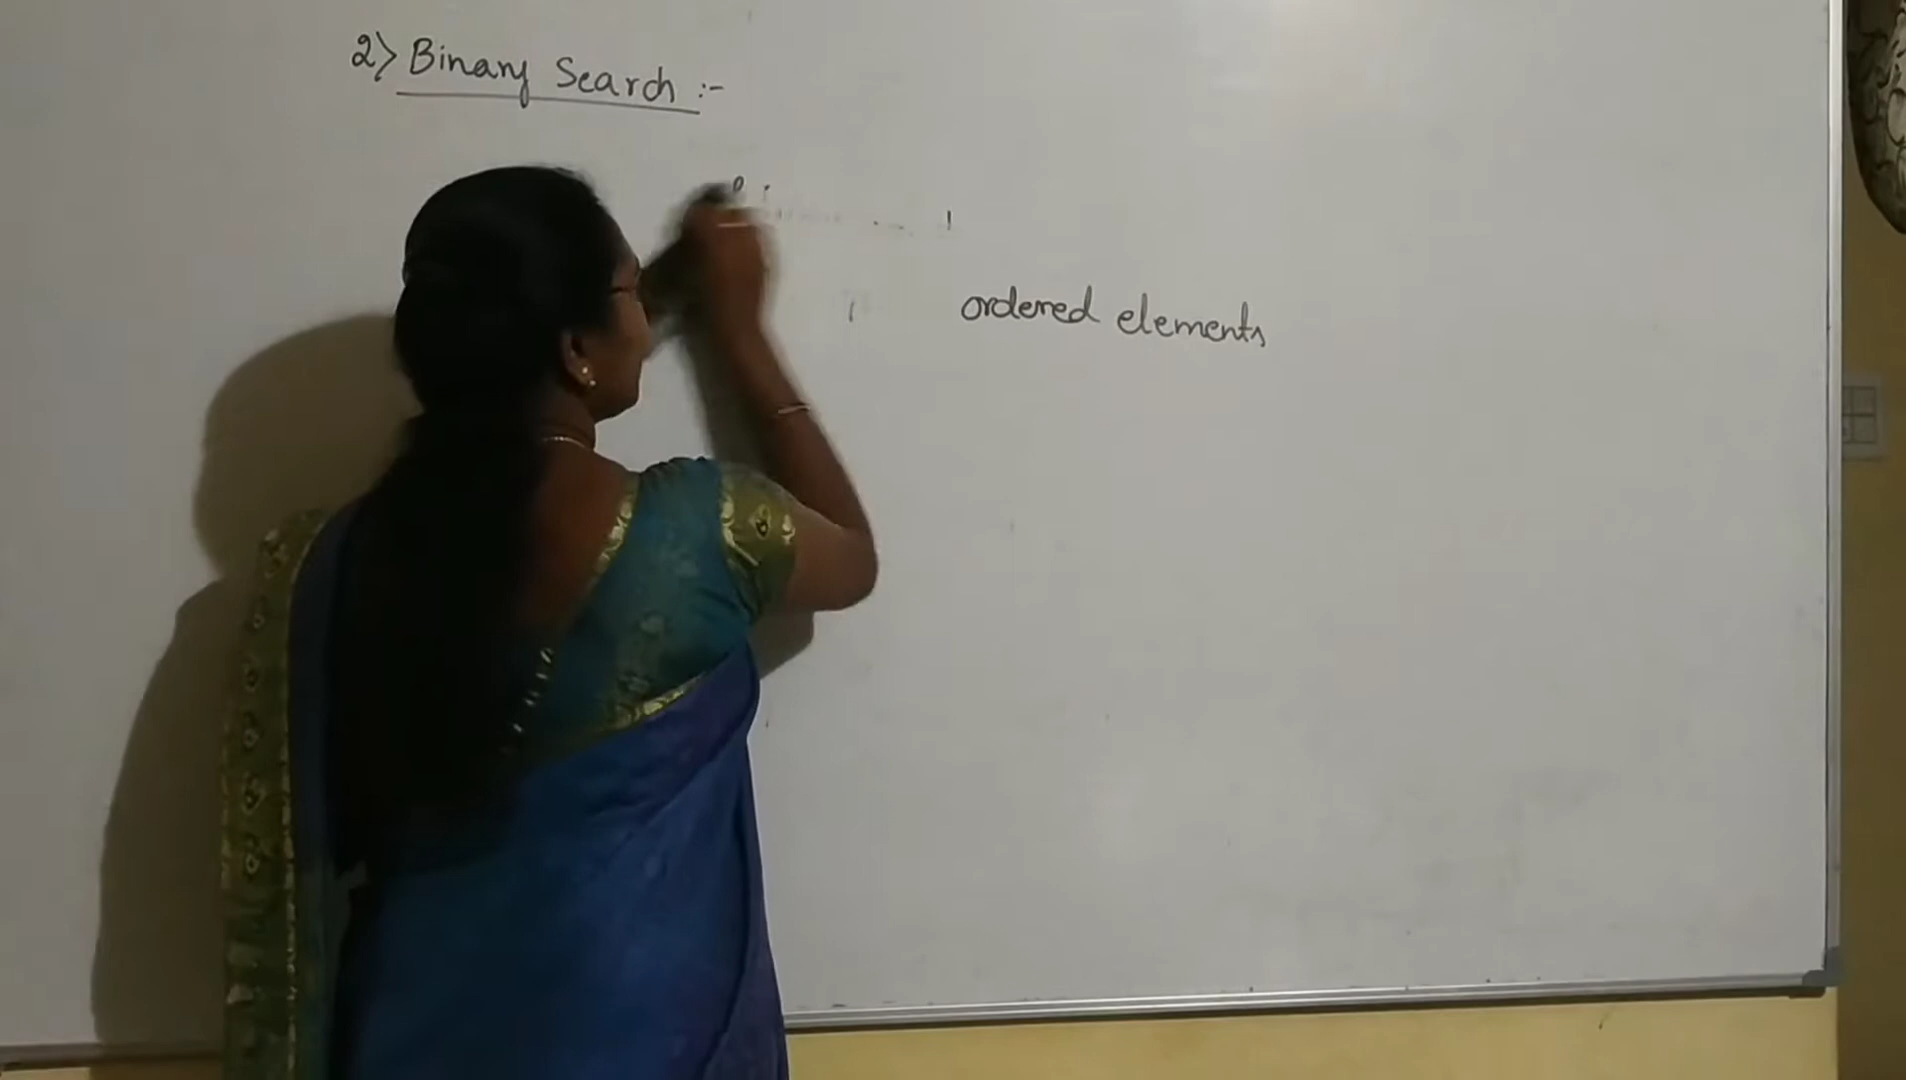 2) Binary Search :-
ordered elements